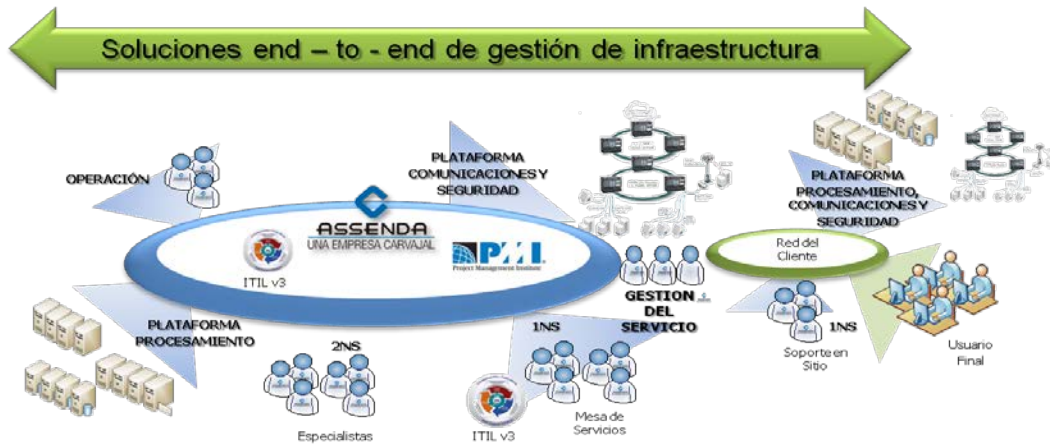 Soluciones end – to - end de gestión de infraestructura
OPERACIÓN
PLATAFORMA
COMUNICACIONES Y
SEGURIDAD
PLATAFORMA
PROCESAMIENTO,
COMUNICACIONES Y
SEGURIDAD
ASSENDA
UNA EMPRESA CARVAJAL
ITIL v3
PMI
Project Management Institute
Red del
Cliente
GESTION
DEL
SERVICIO
PLATAFORMA
PROCESAMIENTO
2NS
Especialistas
1NS
ITIL v3
Mesa de
Servicios
1NS
Soporte en
Sitio
Usuario
Final